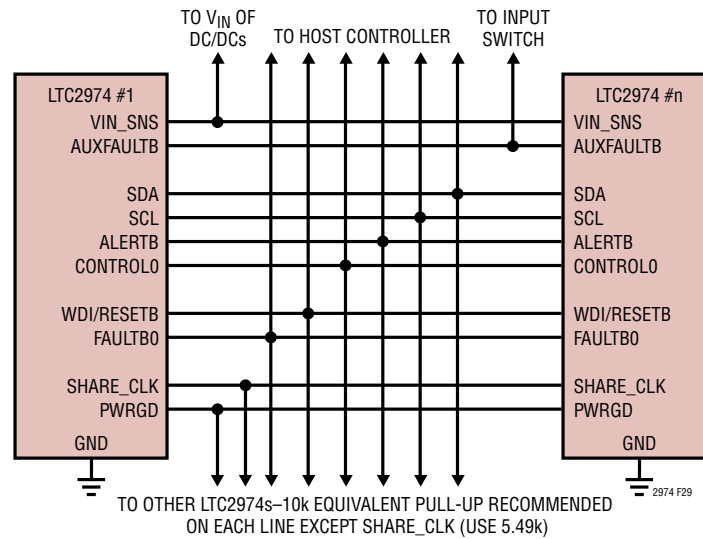 TO VIN OF
DC/DCs
TO HOST CONTROLLER
TO INPUT
SWITCH
LTC2974 #1
VIN_SNS
AUXFAULTB
SDA
SCL
ALERTB
CONTROL0
WDI/RESETB
FAULTB0
SHARE_CLK
PWRGD
GND
LTC2974 #n
VIN_SNS
AUXFAULTB
SDA
SCL
ALERTB
CONTROL0
WDI/RESETB
FAULTB0
SHARE_CLK
PWRGD
GND
2974 F29
TO OTHER LTC2974s–10k EQUIVALENT PULL-UP RECOMMENDED
ON EACH LINE EXCEPT SHARE_CLK (USE 5.49k)